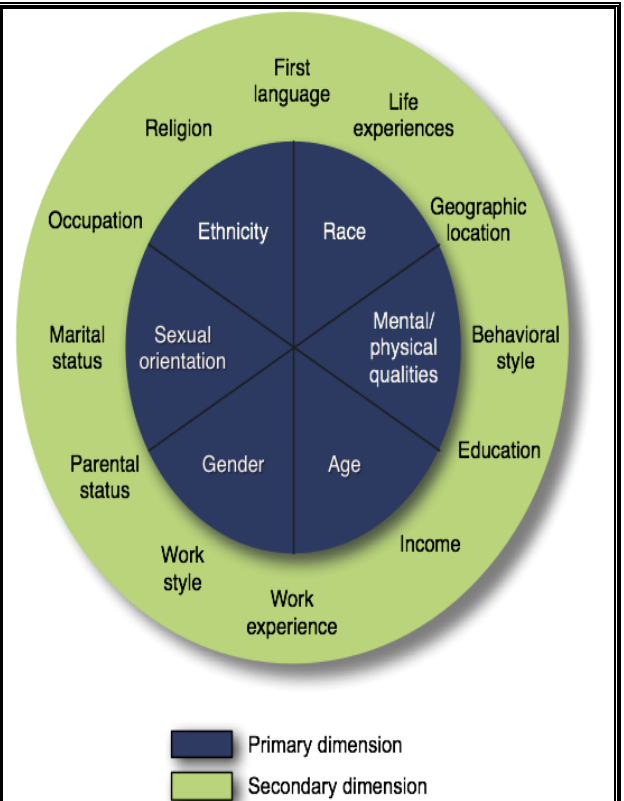 First
language
Life
experiences
Religion
Geographic
location
Occupation
Ethnicity
Race
Marital
status
Sexual
orientation
Mental/
physical
qualities
Behavioral
style
Parental
status
Gender
Age
Education
Work
style
Income
Work
experience
Primary dimension
Secondary dimension